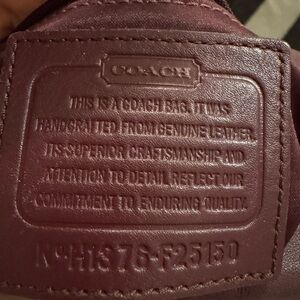 COACH
THIS IS A COACH BAG. IT WAS
HANDCRAFTED FROM GENUINE LEATHER
ITS SUPERIOR CRAFTSMANSHIP AND
ATTENTION TO DETAIL REFLECT OUR
COMMITMENT TO ENDURING QUALITY.
Nº H1376-F25150